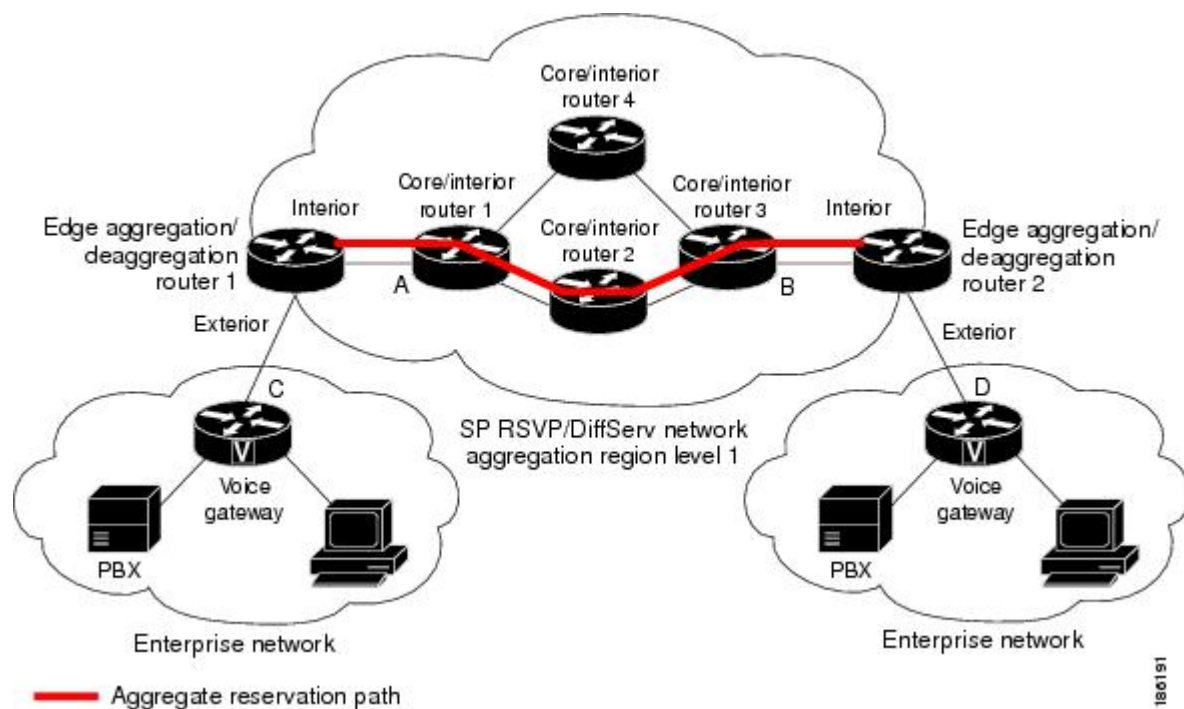 Core/interior
router 4
Core/interior
router 1
Core/interior
router 3
Interior
Interior
Core/interior
router 2
Edge aggregation/
deaggregation
router 1
Edge aggregation/
deaggregation
router 2
A
B
Exterior
Exterior
C
D
SP RSVP/DiffServ network
aggregation region level 1
V
Voice
gateway
PBX
V
Voice
gateway
PBX
Enterprise network
Enterprise network
Aggregate reservation path
186191